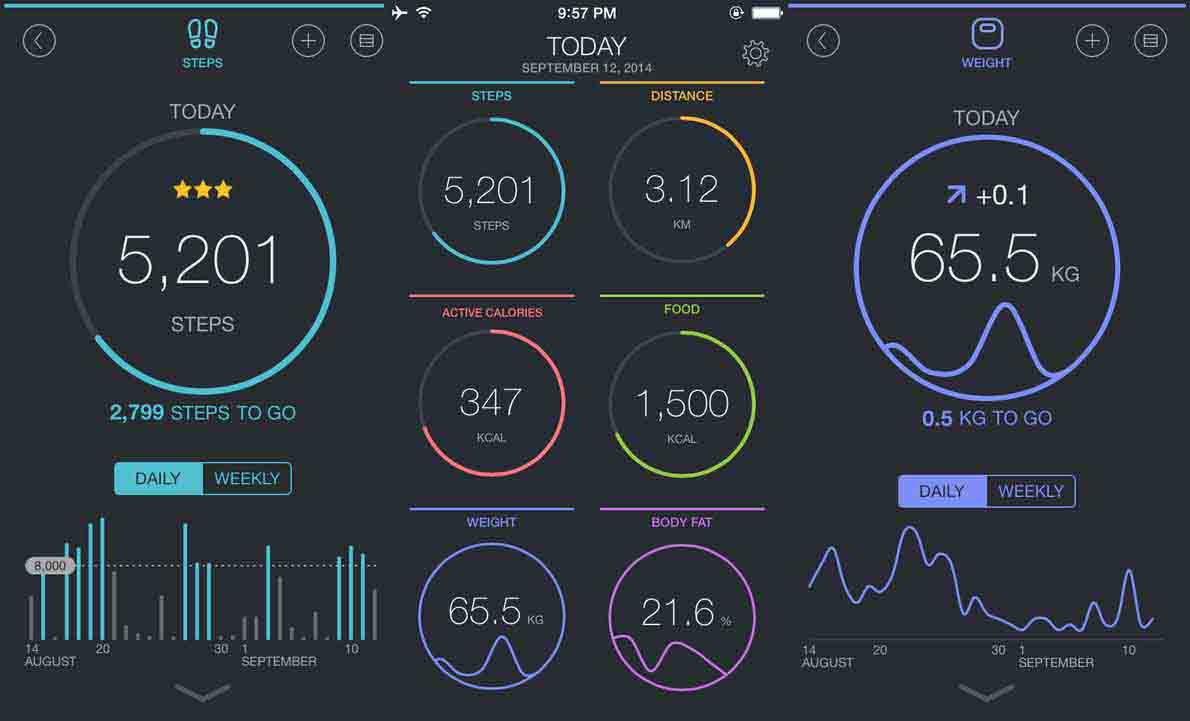 STEPS
TODAY
5,201
STEPS
2,799 STEPS TO GO
DAILY WEEKLY
8,000
14 20 30 1 10
AUGUST SEPTEMBER
9:57 PM
TODAY
SEPTEMBER 12, 2014
STEPS DISTANCE
5,201 3.12
STEPS KM
ACTIVE CALORIES FOOD
347 1,500
KCAL KCAL
WEIGHT BODY FAT
65.5 KG 21.6 %
WEIGHT
TODAY
+0.1
65.5 KG
0.5 KG TO GO
DAILY WEEKLY
14 20 30 1 10
AUGUST SEPTEMBER